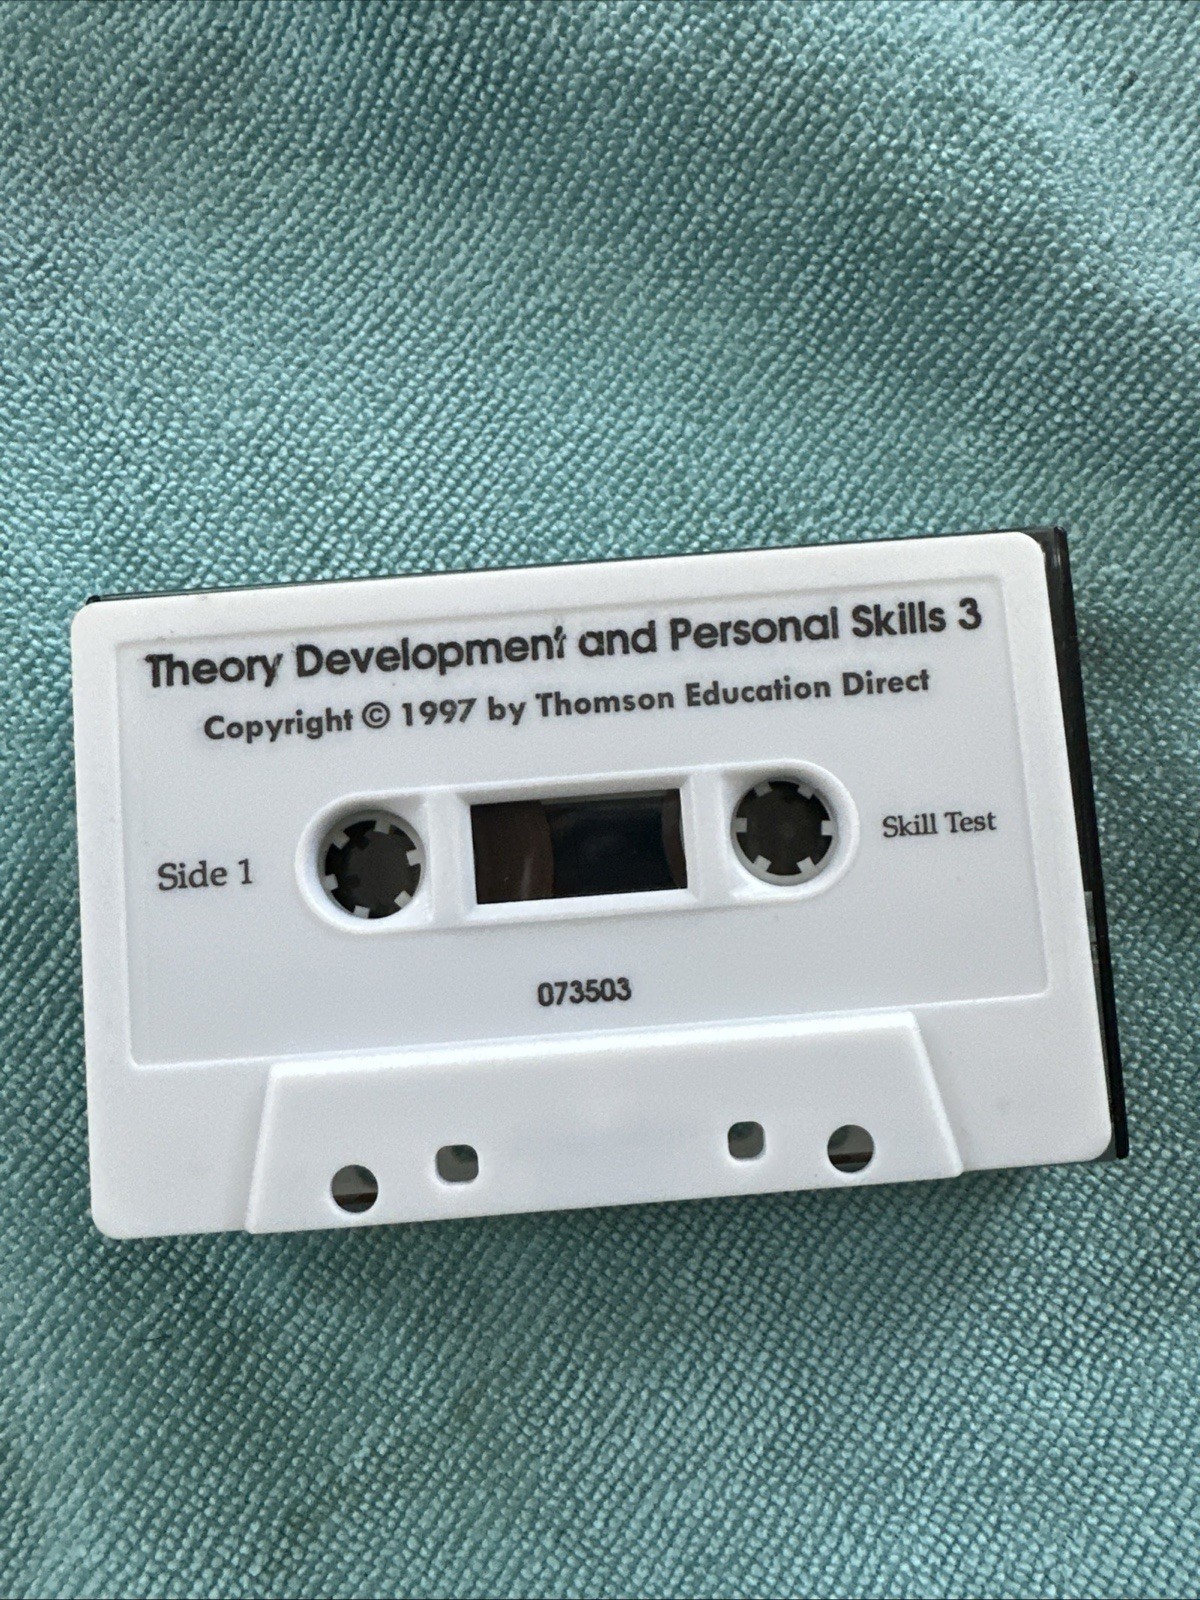 Theory Development and Personal Skills 3
Copyright © 1997 by Thomson Education Direct
Side 1
Skill Test
073503